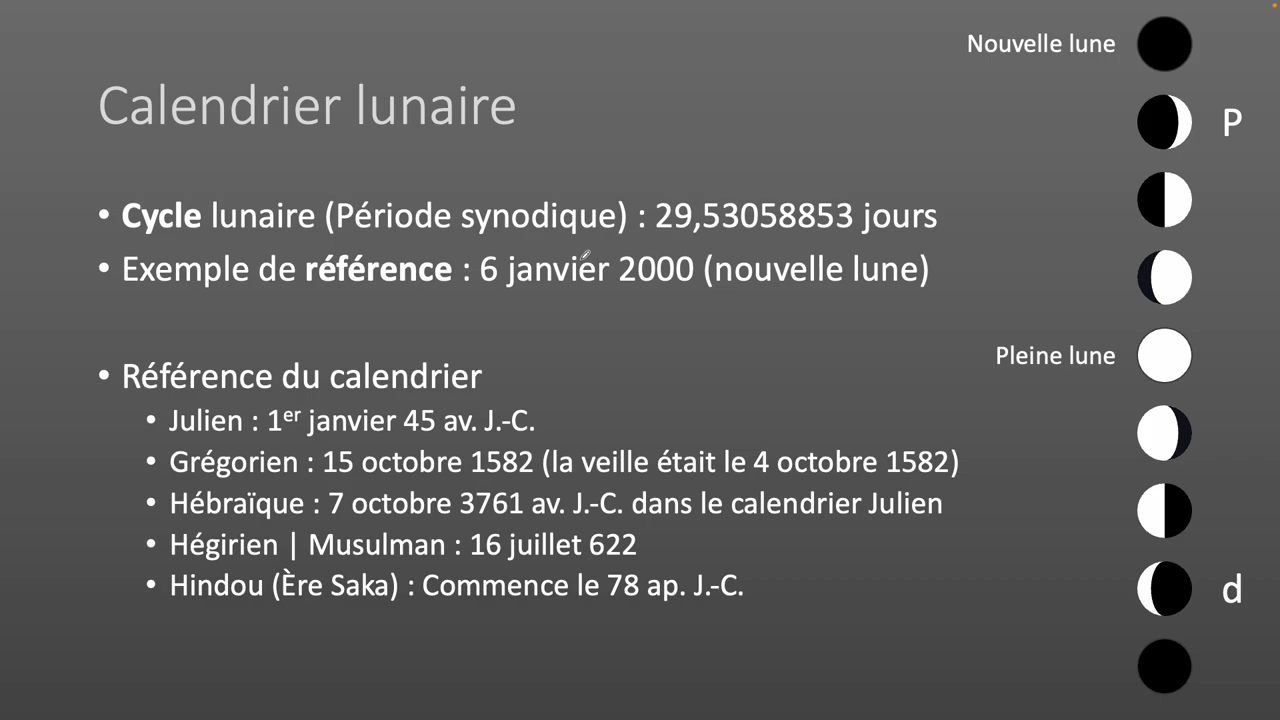 Nouvelle lune
P
Calendrier lunaire
• Cycle lunaire (Période synodique) : 29,53058853 jours
• Exemple de référence : 6 janvier 2000 (nouvelle lune)
Pleine lune
• Référence du calendrier
• Julien : 1er janvier 45 av. J.-C.
• Grégorien : 15 octobre 1582 (la veille était le 4 octobre 1582)
• Hébraïque : 7 octobre 3761 av. J.-C. dans le calendrier Julien
• Hégirien | Musulman : 16 juillet 622
• Hindou (Ère Saka) : Commence le 78 ap. J.-C.
d